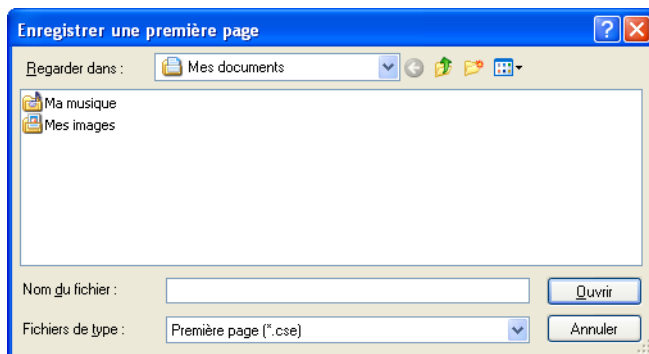 Enregistrer une première page
Regarder dans :
Mes documents
Ma musique
Mes images
Nom du fichier :
Ouvrir
Fichiers de type :
Première page (*.cse)
Annuler